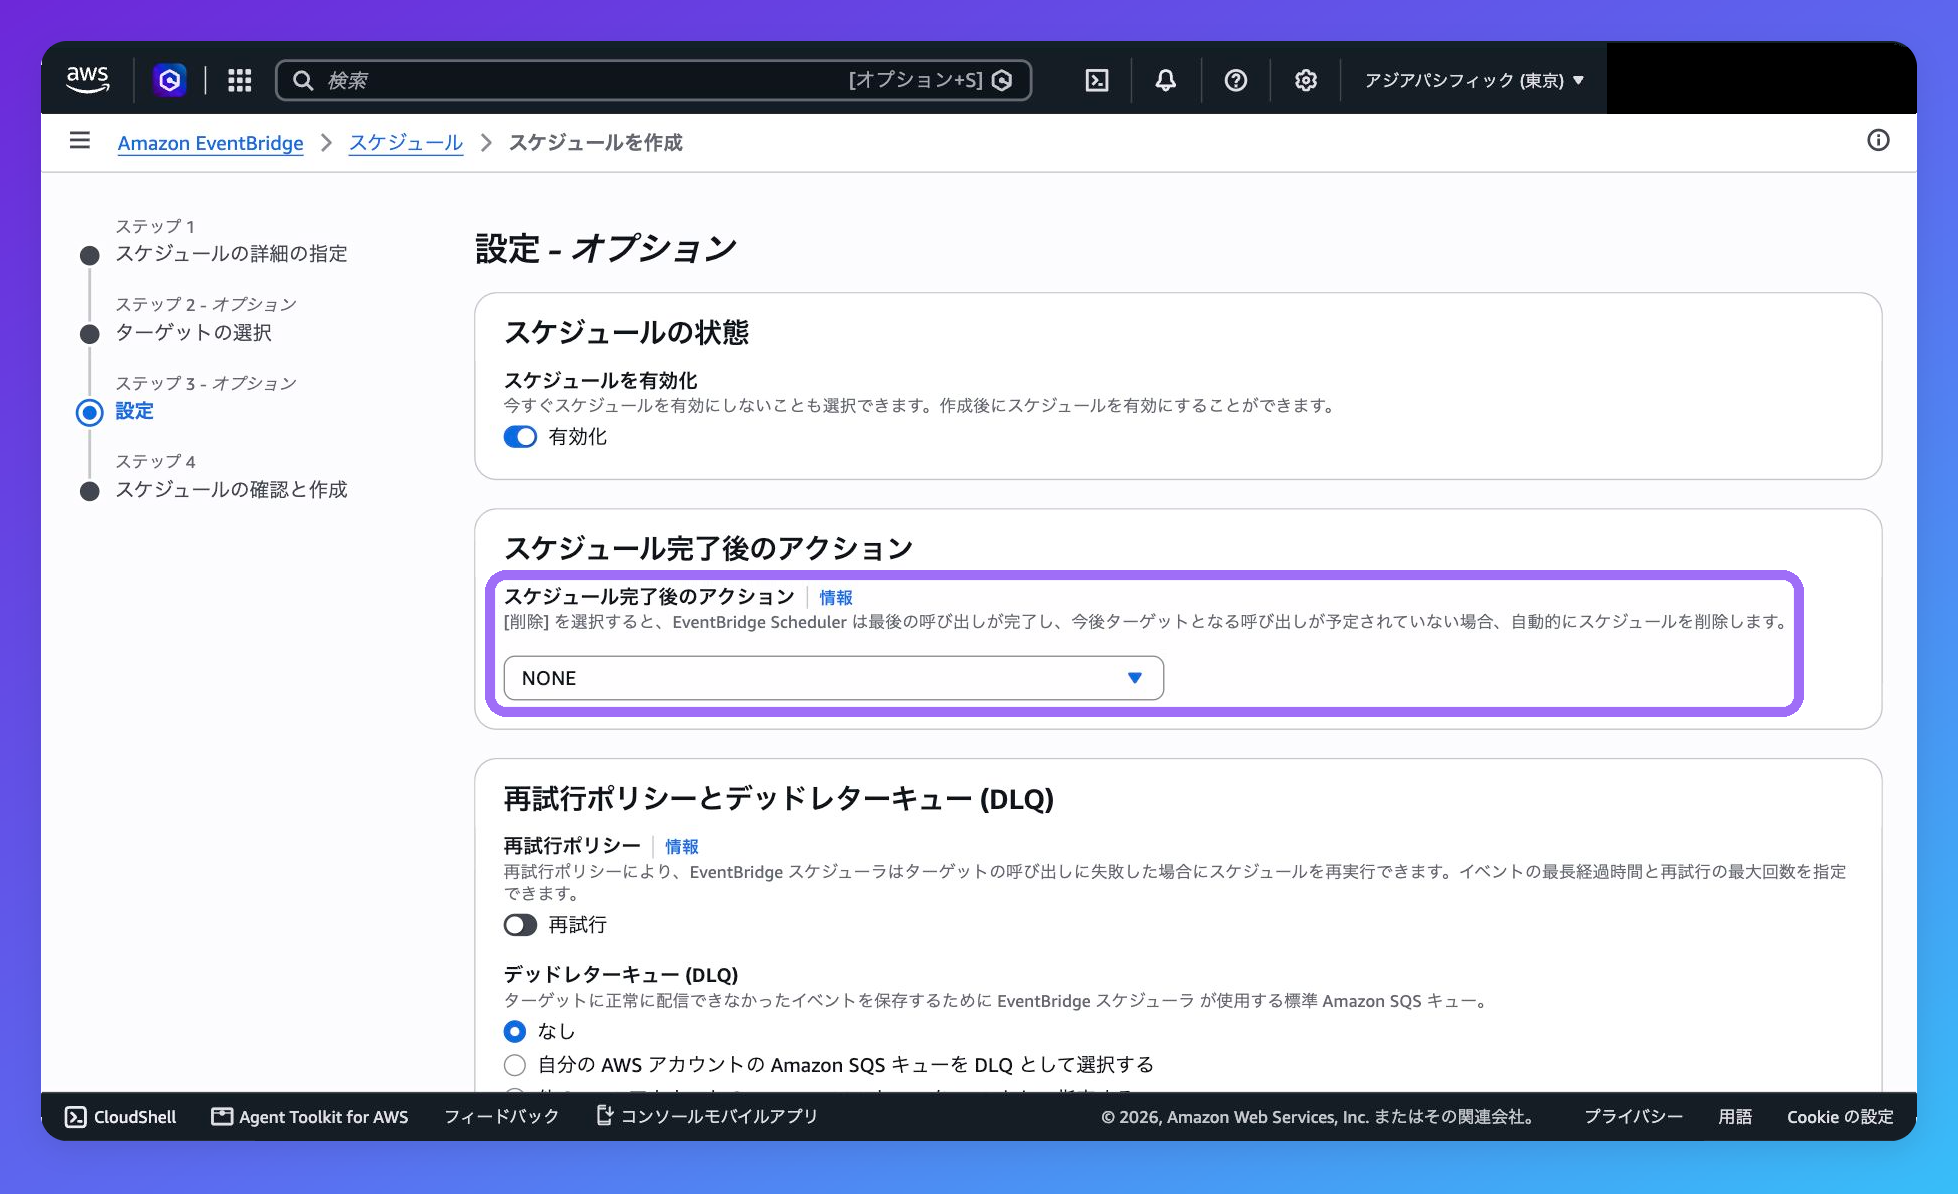 aws
検索
[オプション+S]
アジアパシフィック (東京) ▼
Amazon EventBridge > スケジュール > スケジュールを作成
ステップ 1
スケジュールの詳細の指定
ステップ 2 - オプション
ターゲットの選択
ステップ 3 - オプション
設定
ステップ 4
スケジュールの確認と作成
設定 - オプション
スケジュールの状態
スケジュールを有効化
今すぐスケジュールを有効にしないことも選択できます。作成後にスケジュールを有効にすることができます。
有効化
スケジュール完了後のアクション
スケジュール完了後のアクション | 情報
[削除] を選択すると、EventBridge Scheduler は最後の呼び出しが完了し、今後ターゲットとなる呼び出しが予定されていない場合、自動的にスケジュールを削除します。
NONE
再試行ポリシーとデッドレターキュー (DLQ)
再試行ポリシー | 情報
再試行ポリシーにより、EventBridge スケジューラはターゲットの呼び出しに失敗した場合にスケジュールを再実行できます。イベントの最長経過時間と再試行の最大回数を指定
できます。
再試行
デッドレターキュー (DLQ)
ターゲットに正常に配信できなかったイベントを保存するために EventBridge スケジューラ が使用する標準 Amazon SQS キュー。
なし
自分の AWS アカウントの Amazon SQS キューを DLQ として選択する
CloudShell
Agent Toolkit for AWS
フィードバック
コンソールモバイルアプリ
© 2026, Amazon Web Services, Inc. またはその関連会社。
プライバシー
用語
Cookie の設定